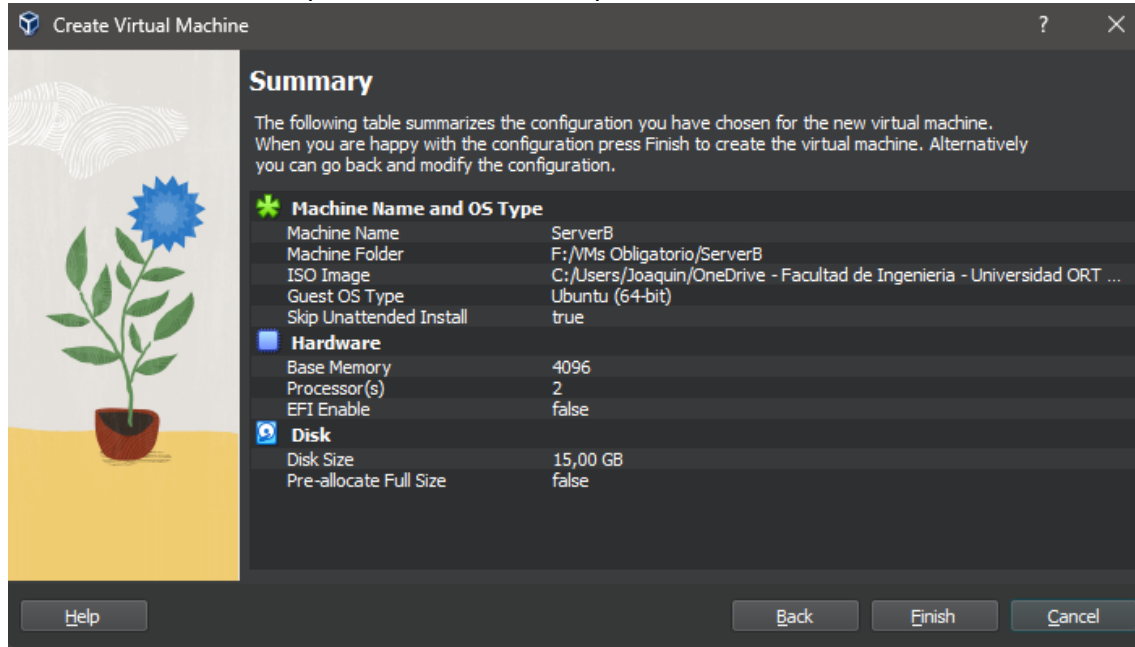 Create Virtual Machine
Summary
The following table summarizes the configuration you have chosen for the new virtual machine.
When you are happy with the configuration press Finish to create the virtual machine. Alternatively
you can go back and modify the configuration.
Machine Name and OS Type
Machine Name ServerB
Machine Folder F:/VMs Obligatorio/ServerB
ISO Image C:/Users/Joaquin/OneDrive - Facultad de Ingenieria - Universidad ORT ...
Guest OS Type Ubuntu (64-bit)
Skip Unattended Install true
Hardware
Base Memory 4096
Processor(s) 2
EFI Enable false
Disk
Disk Size 15,00 GB
Pre-allocate Full Size false
Help Back Finish Cancel